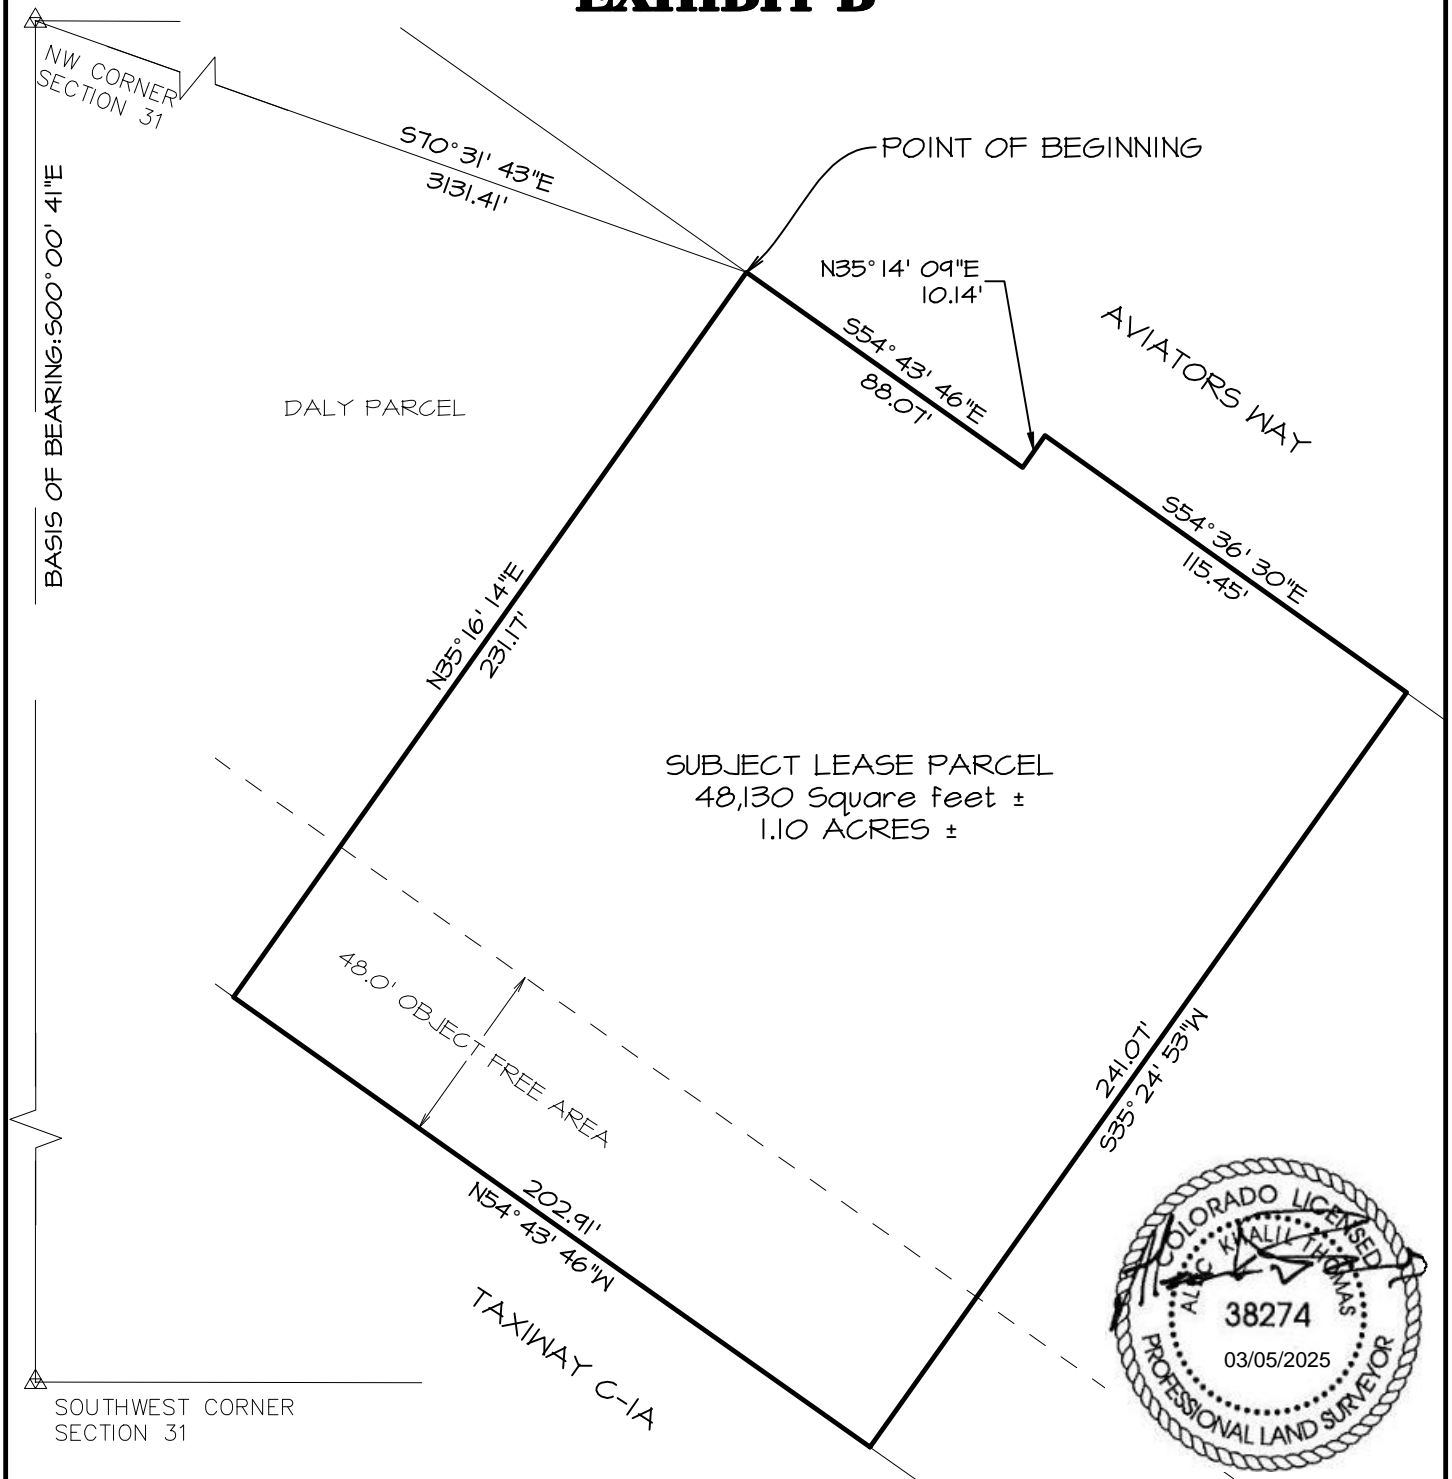 EXHIBIT B
NW CORNER
SECTION 31
S70°31' 43"E
3131.41'
POINT OF BEGINNING
N35°14' 09"E
10.14'
BASIS OF BEARING:S00°00' 41"E
S54°43' 46"E
88.07'
AVIATORS WAY
DALY PARCEL
S54°36' 30"E
115.45'
N35°16' 14"E
231.17'
SUBJECT LEASE PARCEL
48,130 Square feet ±
1.10 ACRES ±
48.0' OBJECT FREE AREA
241.07'
S35°24' 53"W
202.91'
N54°43' 46"W
TAXIWAY C-1A
COLORADO LICENSED
KHALIL THOMAS
38274
03/05/2025
PROFESSIONAL LAND SURVEYOR
SOUTHWEST CORNER
SECTION 31